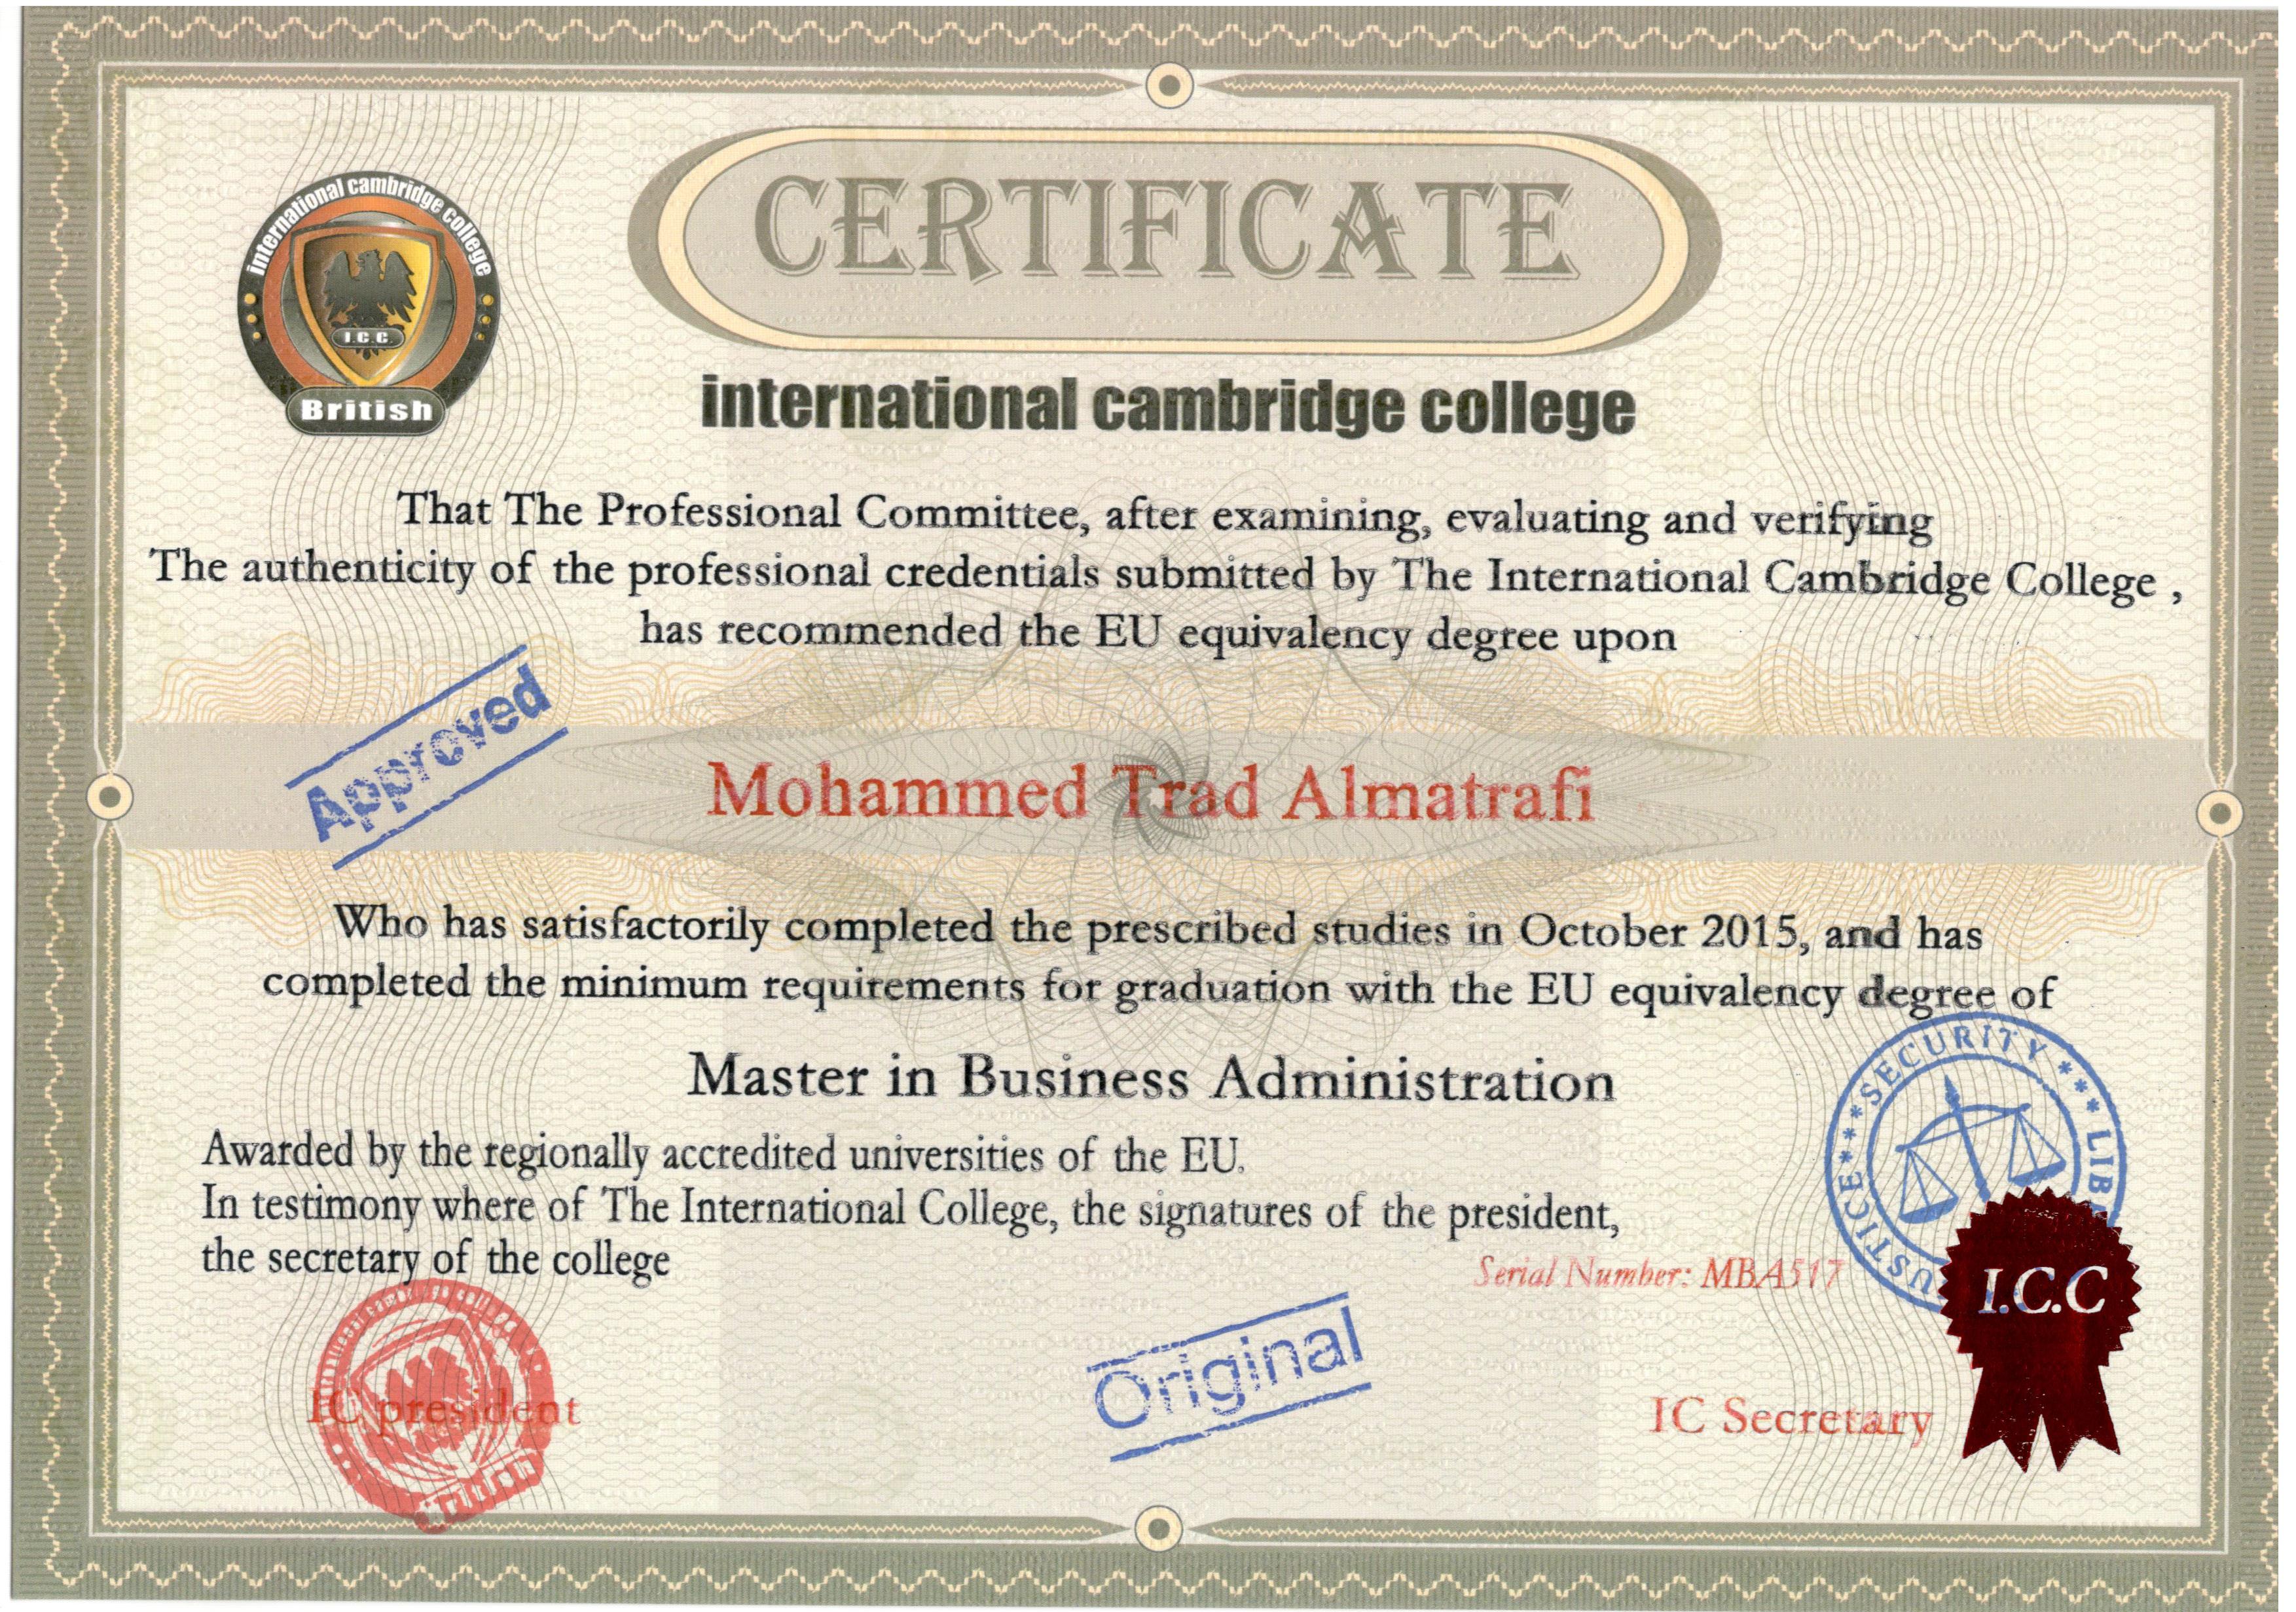 CERTIFICATE
international cambridge college
I.C.C.
British
international cambridge college
That The Professional Committee, after examining, evaluating and verifying
The authenticity of the professional credentials submitted by The International Cambridge College ,
has recommended the EU equivalency degree upon
Approved
Mohammed Trad Almatrafi
Who has satisfactorily completed the prescribed studies in October 2015, and has
completed the minimum requirements for graduation with the EU equivalency degree of
Master in Business Administration
SECURITY
Awarded by the regionally accredited universities of the EU.
In testimony where of The International College, the signatures of the president,
the secretary of the college
Serial Number: MBA517
I.C.C
Original
IC president
IC Secretary